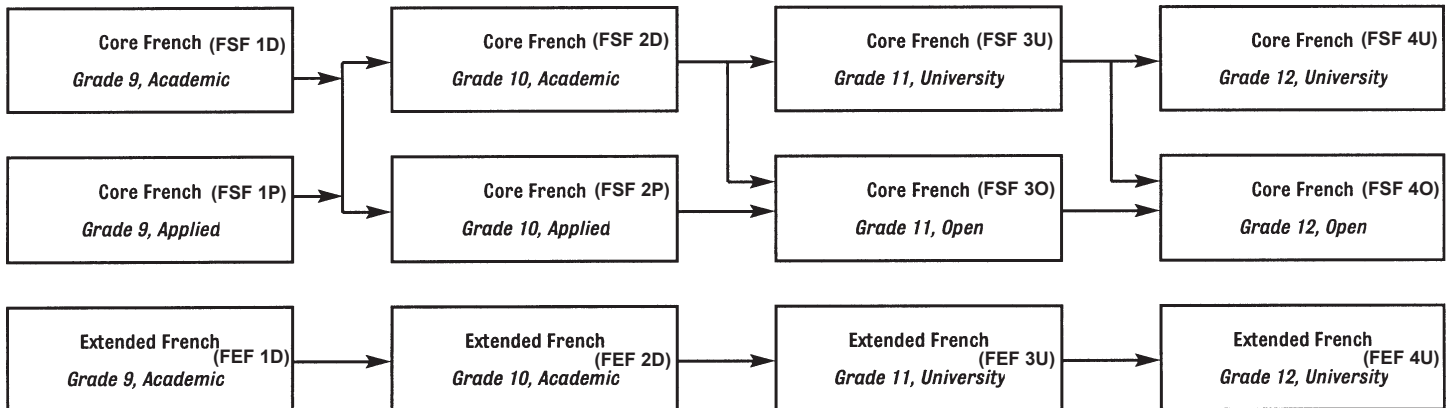 Core French (FSF 1D)
Grade 9, Academic
Core French (FSF 2D)
Grade 10, Academic
Core French (FSF 3U)
Grade 11, University
Core French (FSF 4U)
Grade 12, University
Core French (FSF 1P)
Grade 9, Applied
Core French (FSF 2P)
Grade 10, Applied
Core French (FSF 3O)
Grade 11, Open
Core French (FSF 4O)
Grade 12, Open
Extended French
(FEF 1D)
Grade 9, Academic
Extended French
(FEF 2D)
Grade 10, Academic
Extended French
(FEF 3U)
Grade 11, University
Extended French
(FEF 4U)
Grade 12, University